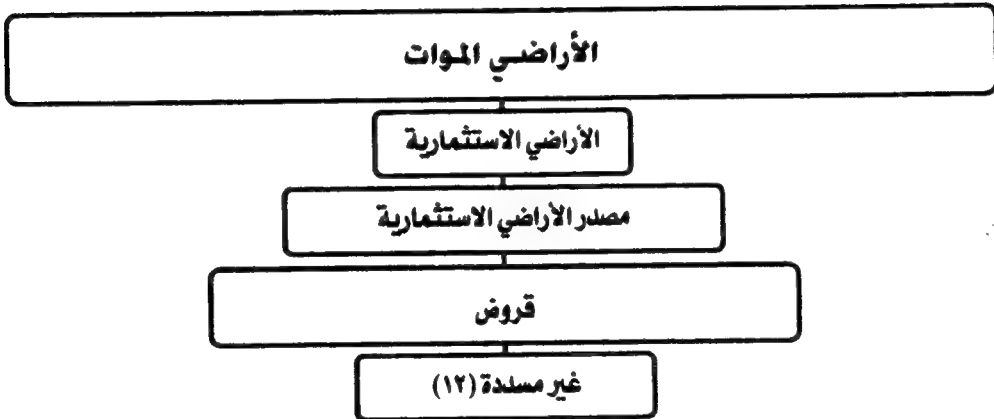 الأراضي الموات
الأراضي الاستثمارية
مصدر الأراضي الاستثمارية
قروض
غير مسددة (١٢)